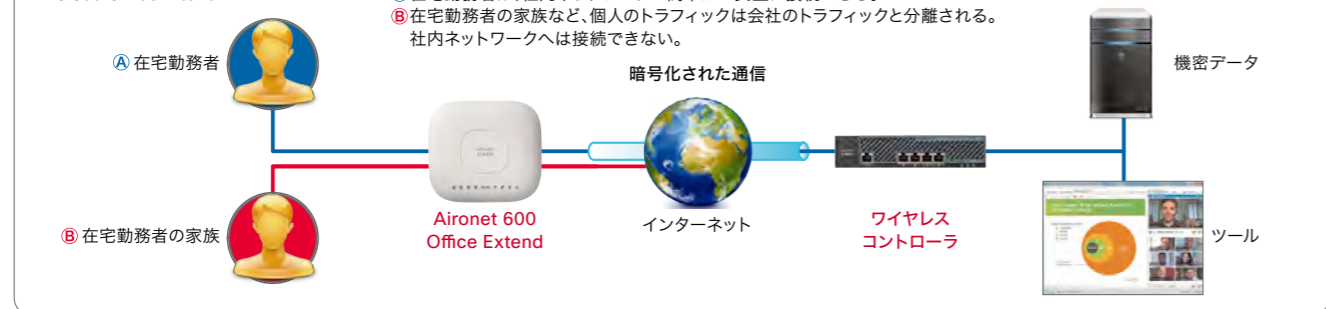 Ⓑ在宅勤務者の家族など、個人のトラフィックは会社のトラフィックと分離される。
社内ネットワークへは接続できない。
Ⓐ 在宅勤務者
暗号化された通信
機密データ
Ⓑ 在宅勤務者の家族
Aironet 600
Office Extend
インターネット
ワイヤレス
コントローラ
ツール